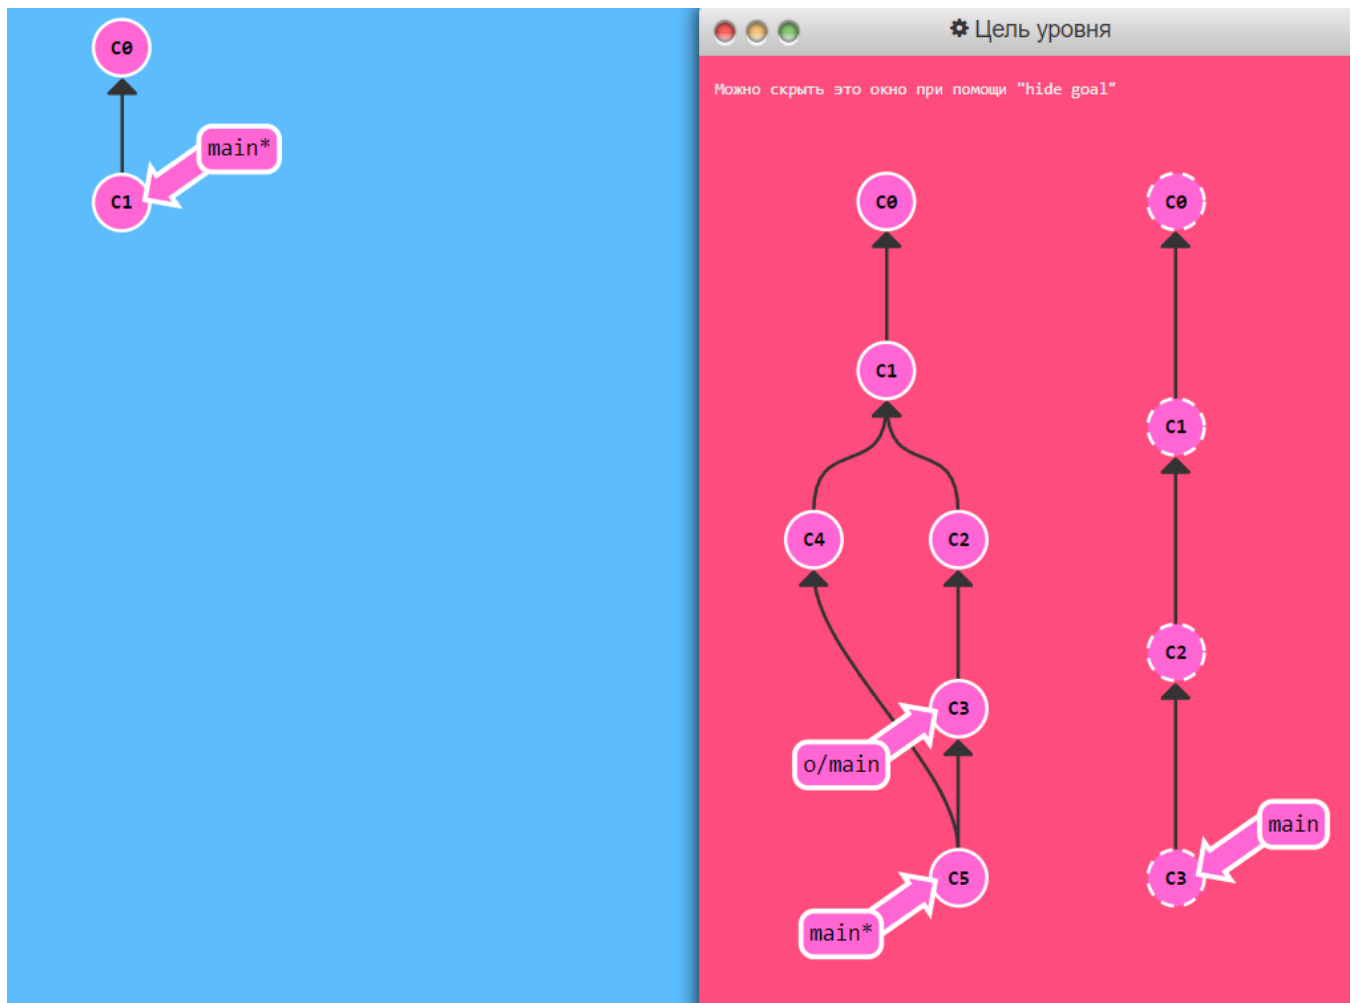 C0
main*
C1
Цель уровня
Можно скрыть это окно при помощи "hide goal"
C0
C1
C4
C2
C3
o/main
C5
main*
C0
C1
C2
main
C3